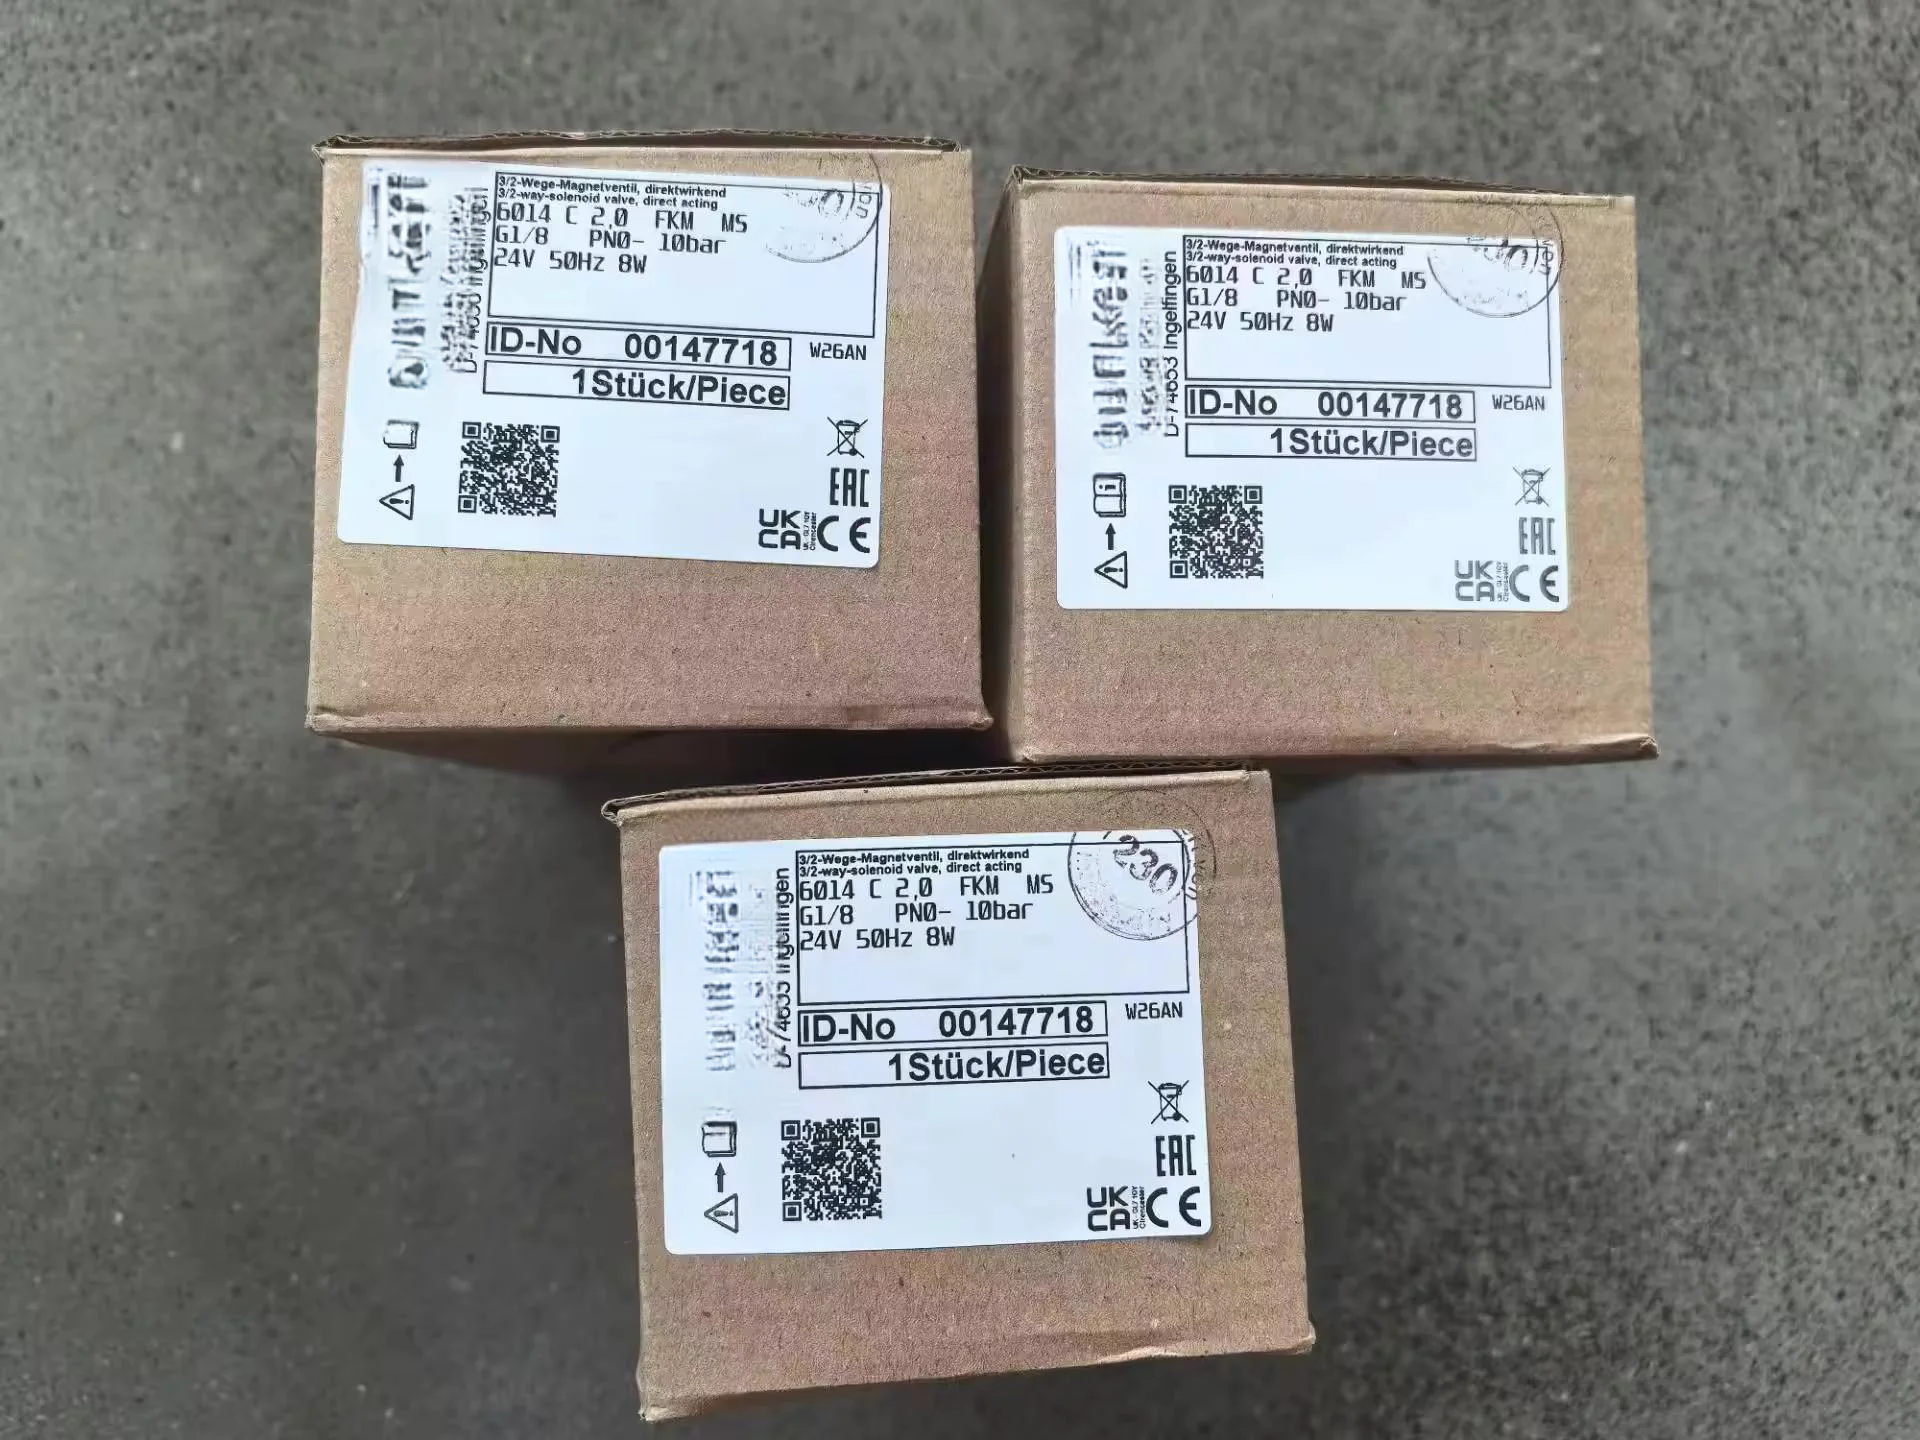 3/2-Wege-Magnetventil, direktwirkend
3/2-way-solenoid valve, direct acting
6014 C 2,0 FKM MS
G1/8 PN0- 10bar
24V 50Hz 8W
ID-No 00147718
W26AN
1Stück/Piece
EAC
UK
CA
CE
3/2-Wege-Magnetventil, direktwirkend
3/2-way-solenoid valve, direct acting
6014 C 2,0 FKM MS
G1/8 PN0- 10bar
24V 50Hz 8W
D-74653 Ingelfingen
ID-No 00147718
W26AN
1Stück/Piece
EAC
UK
CA
CE
3/2-Wege-Magnetventil, direktwirkend
3/2-way-solenoid valve, direct acting
6014 C 2,0 FKM MS
G1/8 PN0- 10bar
24V 50Hz 8W
230
D-74653 Ingelfingen
ID-No 00147718
W26AN
1Stück/Piece
EAC
UK
CA
CE